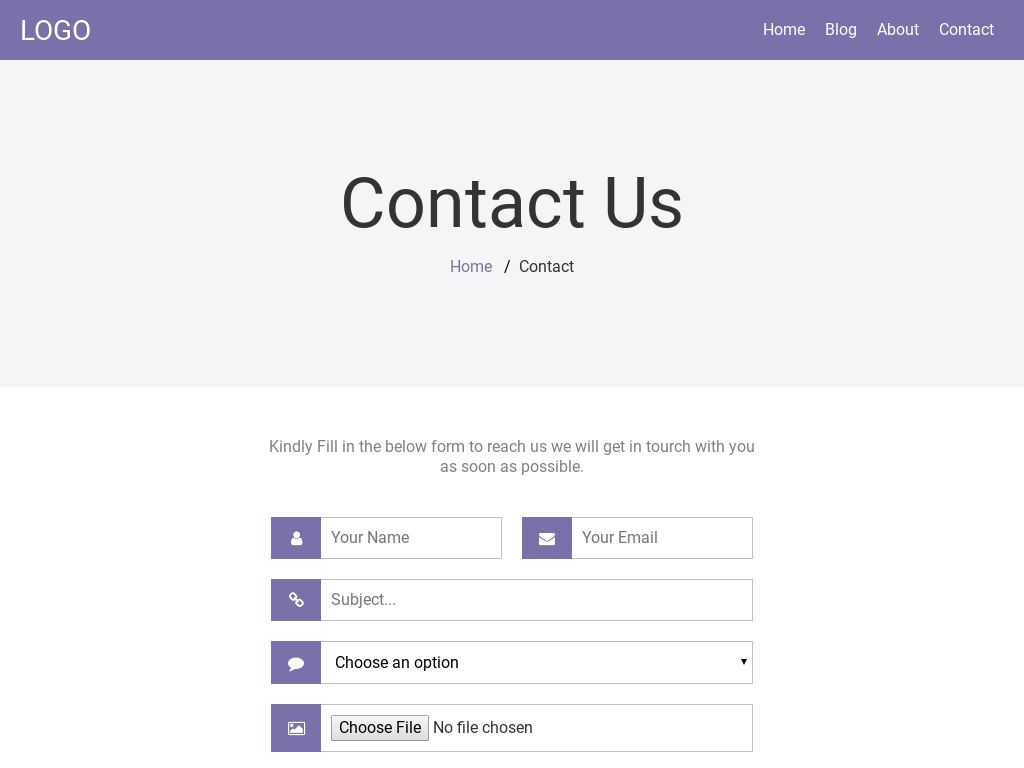 LOGO
Home Blog About Contact
Contact Us
Home / Contact
Kindly Fill in the below form to reach us we will get in tourch with you
as soon as possible.
Your Name
Your Email
Subject...
Choose an option
Choose File No file chosen